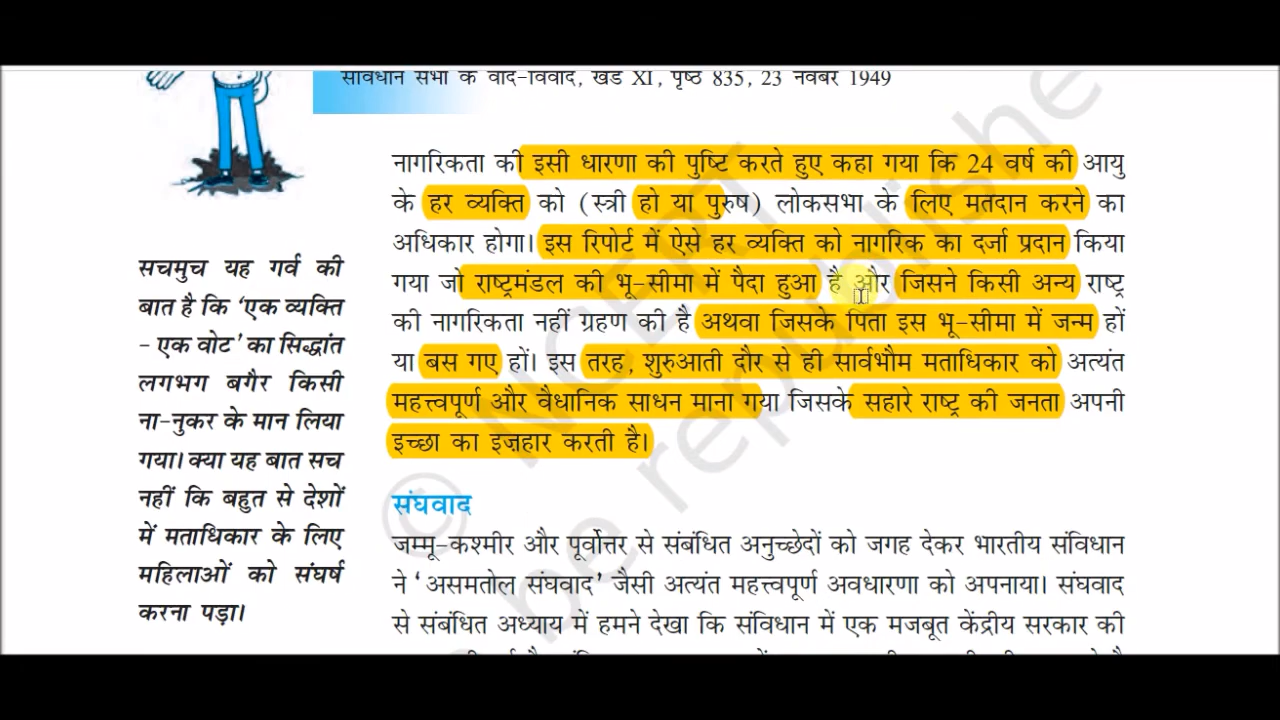 संविधान सभा के वाद-विवाद, खंड XI, पृष्ठ 835, 23 नवंबर 1949
नागरिकता की इसी धारणा की पुष्टि करते हुए कहा गया कि 24 वर्ष की आयु
के हर व्यक्ति को (स्त्री हो या पुरुष) लोकसभा के लिए मतदान करने का
अधिकार होगा। इस रिपोर्ट में ऐसे हर व्यक्ति को नागरिक का दर्जा प्रदान किया
गया जो राष्ट्रमंडल की भू-सीमा में पैदा हुआ है और जिसने किसी अन्य राष्ट्र
की नागरिकता नहीं ग्रहण की है अथवा जिसके पिता इस भू-सीमा में जन्म हों
या बस गए हों। इस तरह, शुरुआती दौर से ही सार्वभौम मताधिकार को अत्यंत
महत्त्वपूर्ण और वैधानिक साधन माना गया जिसके सहारे राष्ट्र की जनता अपनी
इच्छा का इज़हार करती है।
संघवाद
जम्मू-कश्मीर और पूर्वोत्तर से संबंधित अनुच्छेदों को जगह देकर भारतीय संविधान
ने 'असमतोल संघवाद' जैसी अत्यंत महत्त्वपूर्ण अवधारणा को अपनाया। संघवाद
से संबंधित अध्याय में हमने देखा कि संविधान में एक मजबूत केंद्रीय सरकार की
सचमुच यह गर्व की
बात है कि 'एक व्यक्ति
- एक वोट' का सिद्धांत
लगभग बगैर किसी
ना-नुकर के मान लिया
गया। क्या यह बात सच
नहीं कि बहुत से देशों
में मताधिकार के लिए
महिलाओं को संघर्ष
करना पड़ा।
© NCERT
be republishe